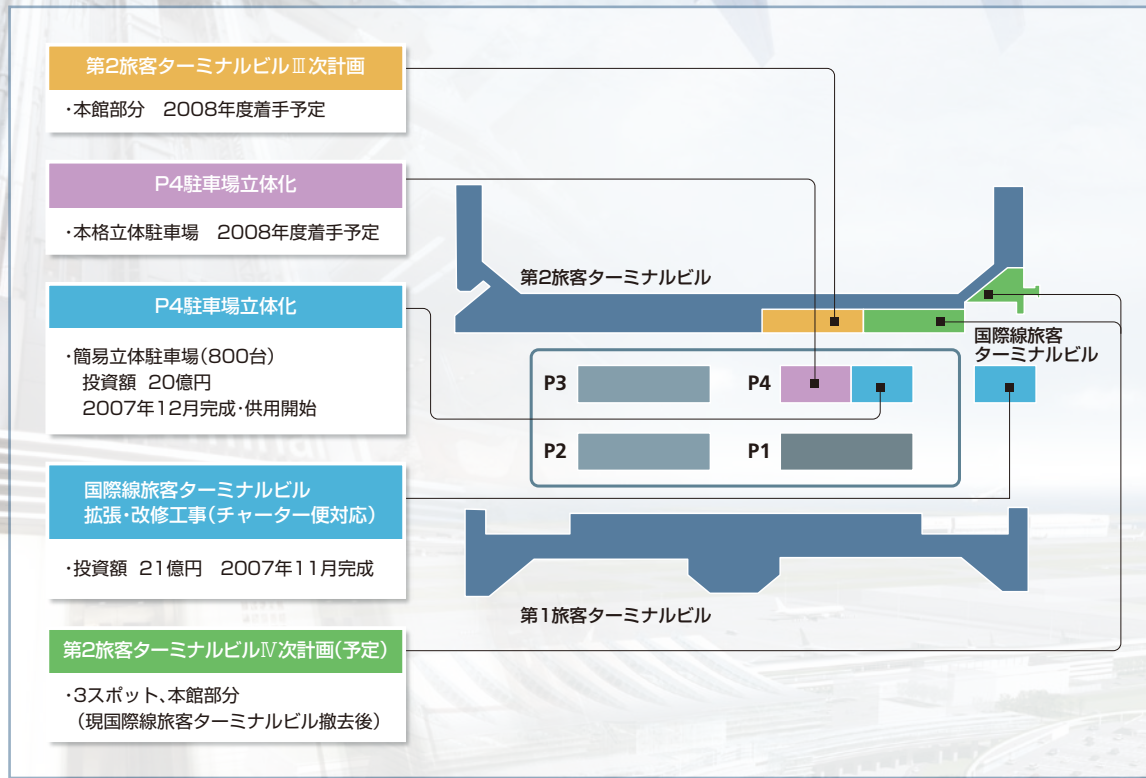 第2旅客ターミナルビルⅢ次計画
・本館部分 2008年度着手予定
P4駐車場立体化
・本格立体駐車場 2008年度着手予定
P4駐車場立体化
・簡易立体駐車場(800台)
投資額 20億円
2007年12月完成・供用開始
国際線旅客ターミナルビル
拡張・改修工事(チャーター便対応)
・投資額 21億円 2007年11月完成
第2旅客ターミナルビルⅣ次計画(予定)
・3スポット、本館部分
(現国際線旅客ターミナルビル撤去後)
第2旅客ターミナルビル
国際線旅客
ターミナルビル
P3
P4
P2
P1
第1旅客ターミナルビル